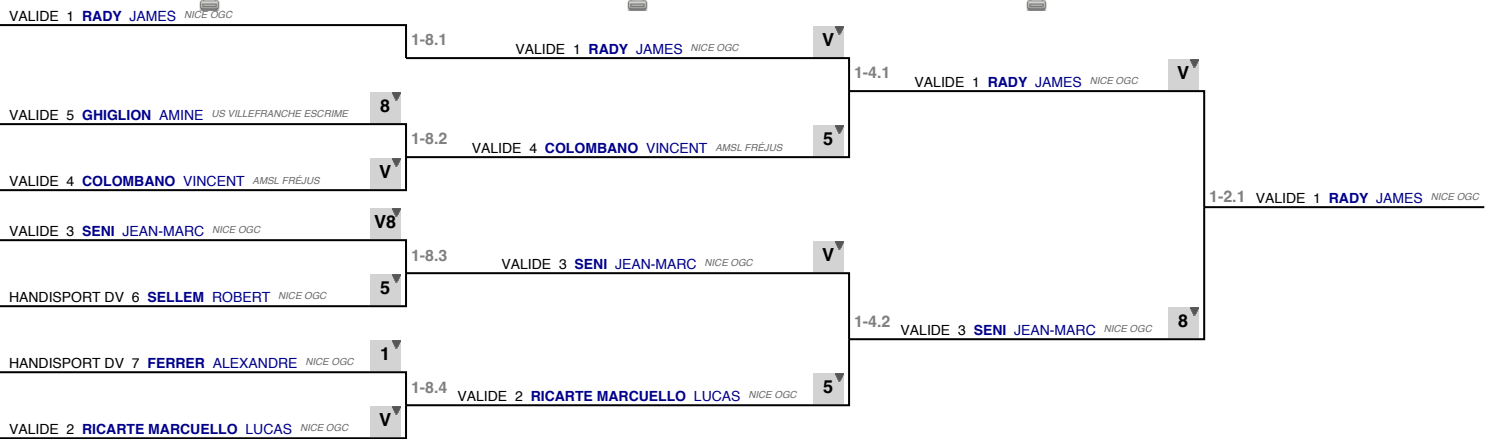 VALIDE 1 RADY JAMES NICE OGC
1-8.1
VALIDE 1 RADY JAMES NICE OGC V
1-4.1
VALIDE 1 RADY JAMES NICE OGC V
VALIDE 5 GHIGLION AMINE US VILLEFRANCHE ESCRIME 8
1-8.2
VALIDE 4 COLOMBANO VINCENT AMSL FRÉJUS 5
VALIDE 4 COLOMBANO VINCENT AMSL FRÉJUS V
1-2.1 VALIDE 1 RADY JAMES NICE OGC
VALIDE 3 SENI JEAN-MARC NICE OGC V8
1-8.3
VALIDE 3 SENI JEAN-MARC NICE OGC V
HANDISPORT DV 6 SELLEM ROBERT NICE OGC 5
1-4.2
VALIDE 3 SENI JEAN-MARC NICE OGC 8
HANDISPORT DV 7 FERRER ALEXANDRE NICE OGC 1
1-8.4
VALIDE 2 RICARTE MARCUELLO LUCAS NICE OGC 5
VALIDE 2 RICARTE MARCUELLO LUCAS NICE OGC V